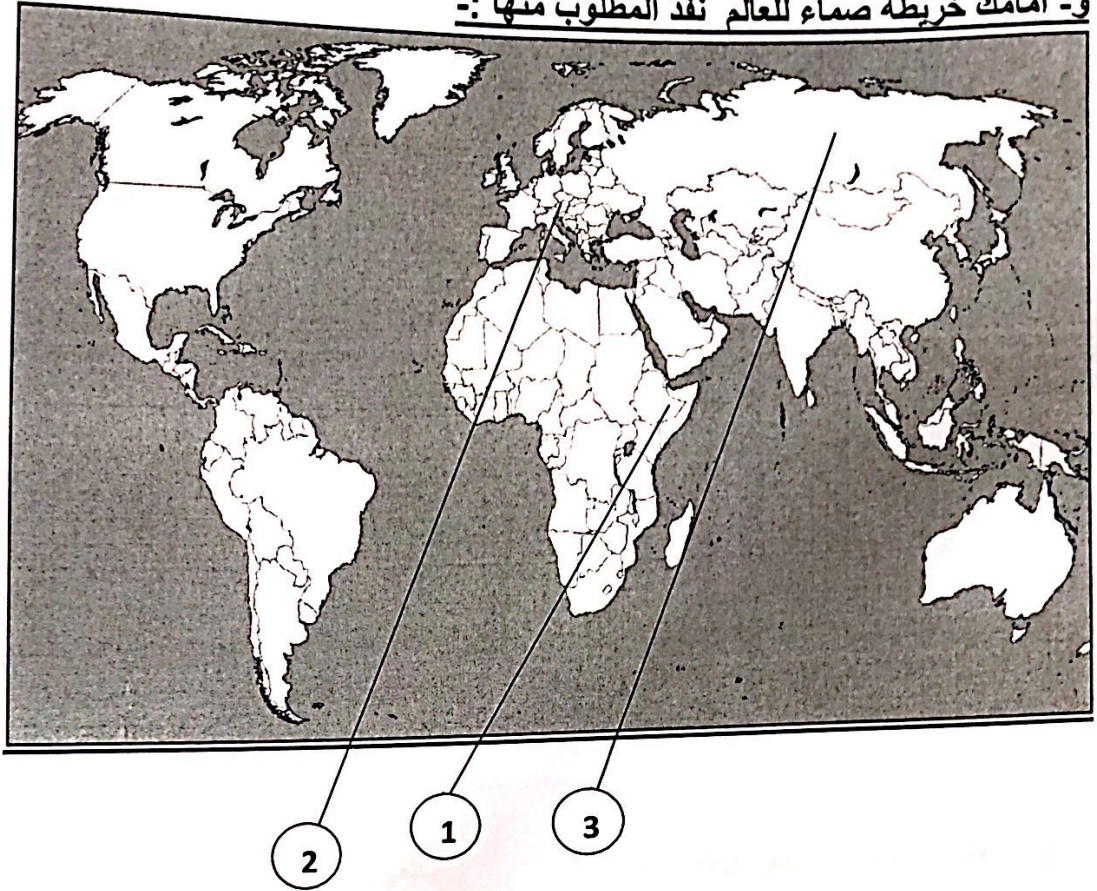 و- أمامك خريطة صماء للعالم نفذ المطلوب منها :-
2
1
3